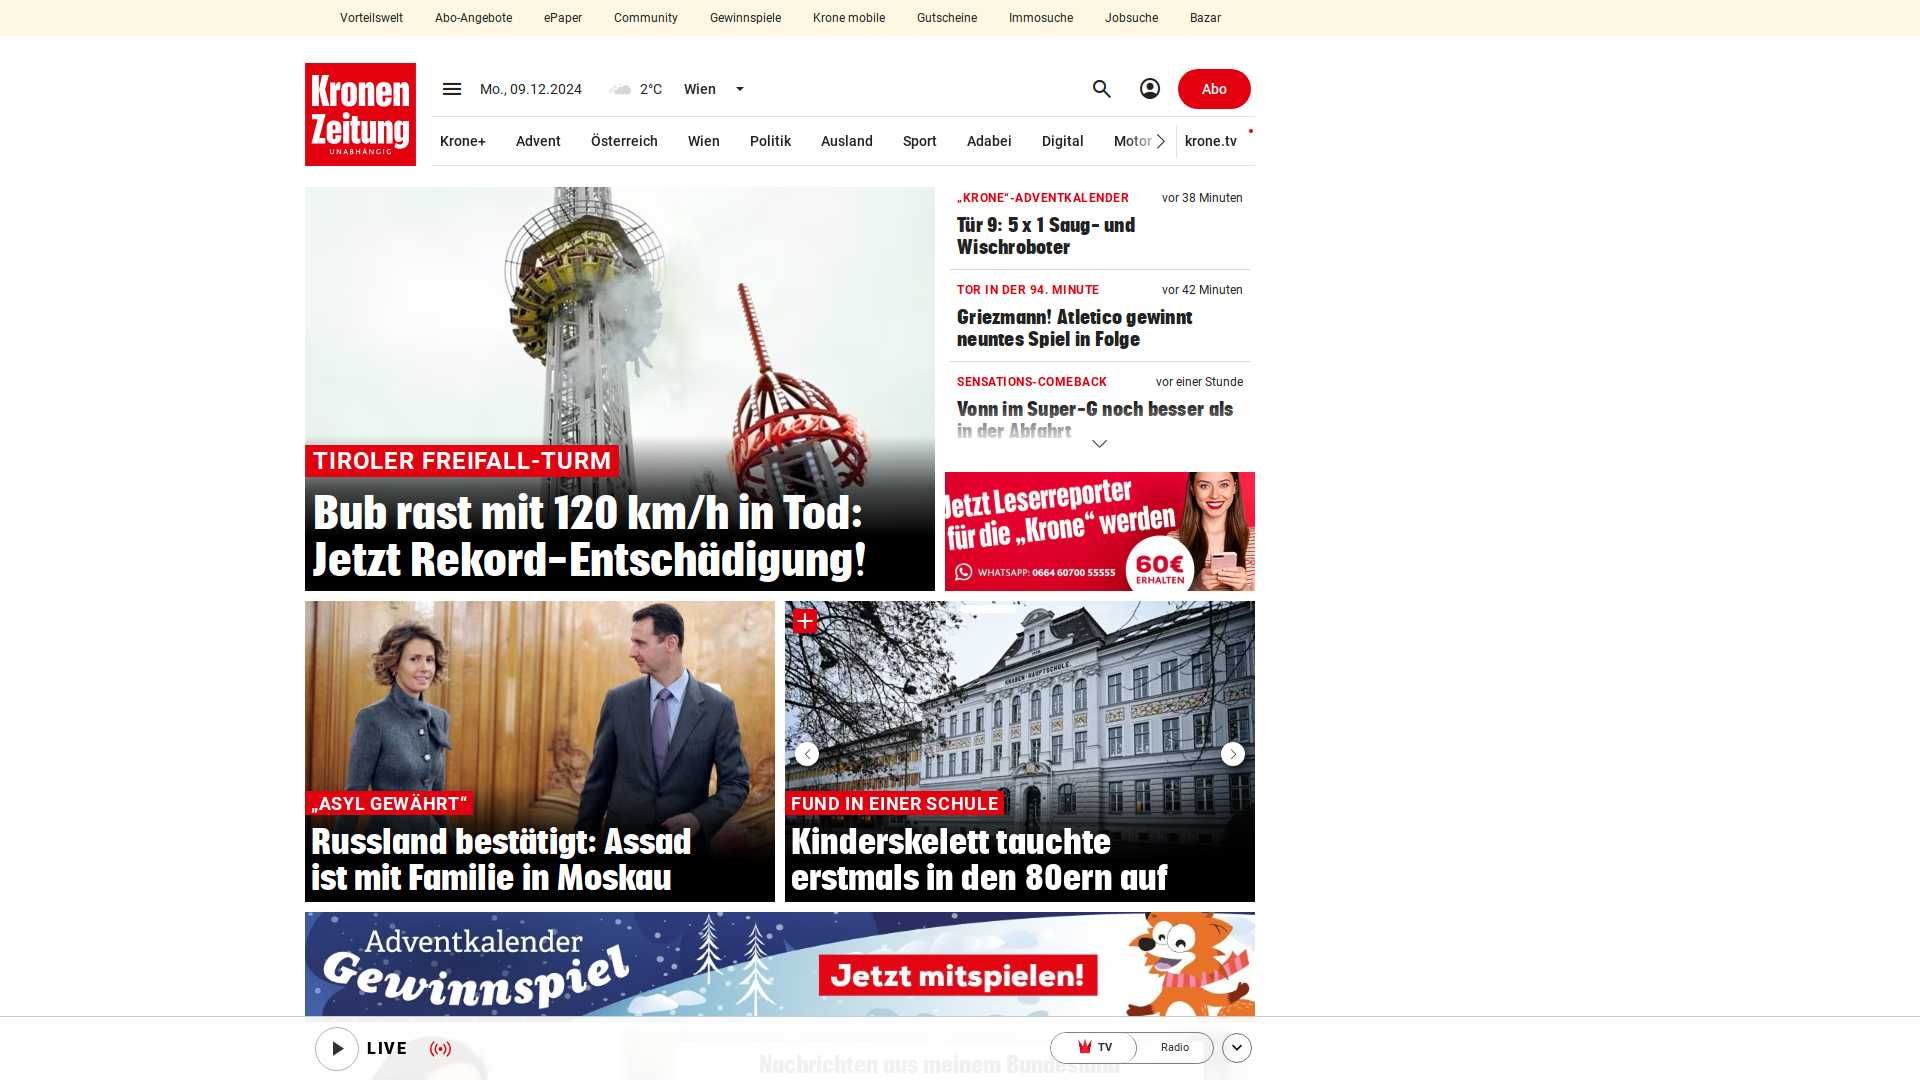 Vorteilswelt Abo-Angebote ePaper Community Gewinnspiele Krone mobile Gutscheine Immosuche Jobsuche Bazar
Kronen
Zeitung
UNABHÄNGIG
Mo., 09.12.2024 2°C Wien Abo
Krone+ Advent Österreich Wien Politik Ausland Sport Adabei Digital Motor krone.tv
TIROLER FREIFALL-TURM
Bub rast mit 120 km/h in Tod:
Jetzt Rekord-Entschädigung!
„KRONE“-ADVENTKALENDER vor 38 Minuten
Tür 9: 5 x 1 Saug- und
Wischroboter
TOR IN DER 94. MINUTE vor 42 Minuten
Griezmann! Atletico gewinnt
neuntes Spiel in Folge
SENSATIONS-COMEBACK vor einer Stunde
Vonn im Super-G noch besser als
in der Abfahrt
Jetzt Leserreporter
für die „Krone“ werden
WHATSAPP: 0664 60700 55555
60€
ERHALTEN
„ASYL GEWÄHRT“
Russland bestätigt: Assad
ist mit Familie in Moskau
KNABEN-HAUPTSCHULE
FUND IN EINER SCHULE
Kinderskelett tauchte
erstmals in den 80ern auf
Adventkalender
Gewinnspiel
Jetzt mitspielen!
LIVE TV Radio
Nachrichten aus meinem Bundesland